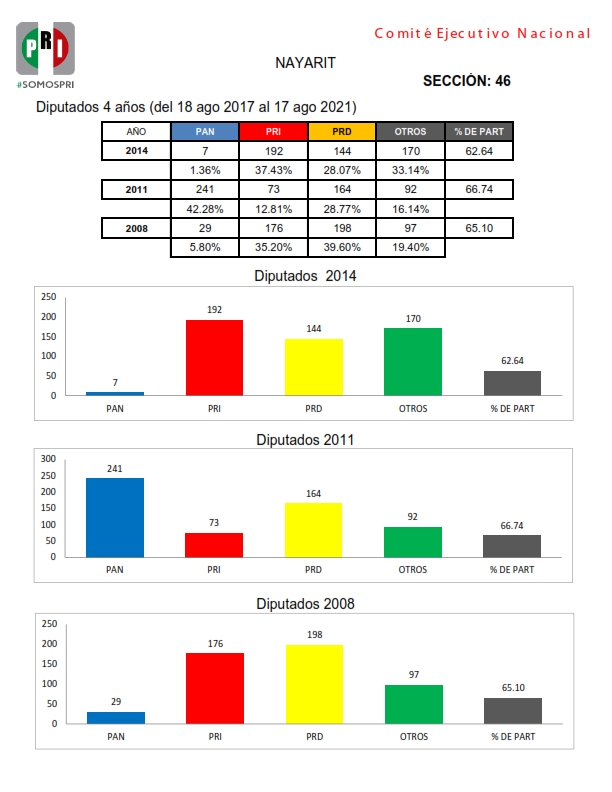 Comité Ejecutivo Nacional
PRI
#SOMOSPRI
NAYARIT
SECCIÓN: 46
Diputados 4 años (del 18 ago 2017 al 17 ago 2021)
AÑO PAN PRI PRD OTROS % DE PART
2014 7 192 144 170 62.64
1.36% 37.43% 28.07% 33.14%
2011 241 73 164 92 66.74
42.28% 12.81% 28.77% 16.14%
2008 29 176 198 97 65.10
5.80% 35.20% 39.60% 19.40%
Diputados 2014
250
200
150
100
50
0
7 192 144 170 62.64
PAN PRI PRD OTROS % DE PART
Diputados 2011
300
250
200
150
100
50
0
241 73 164 92 66.74
PAN PRI PRD OTROS % DE PART
Diputados 2008
250
200
150
100
50
0
29 176 198 97 65.10
PAN PRI PRD OTROS % DE PART